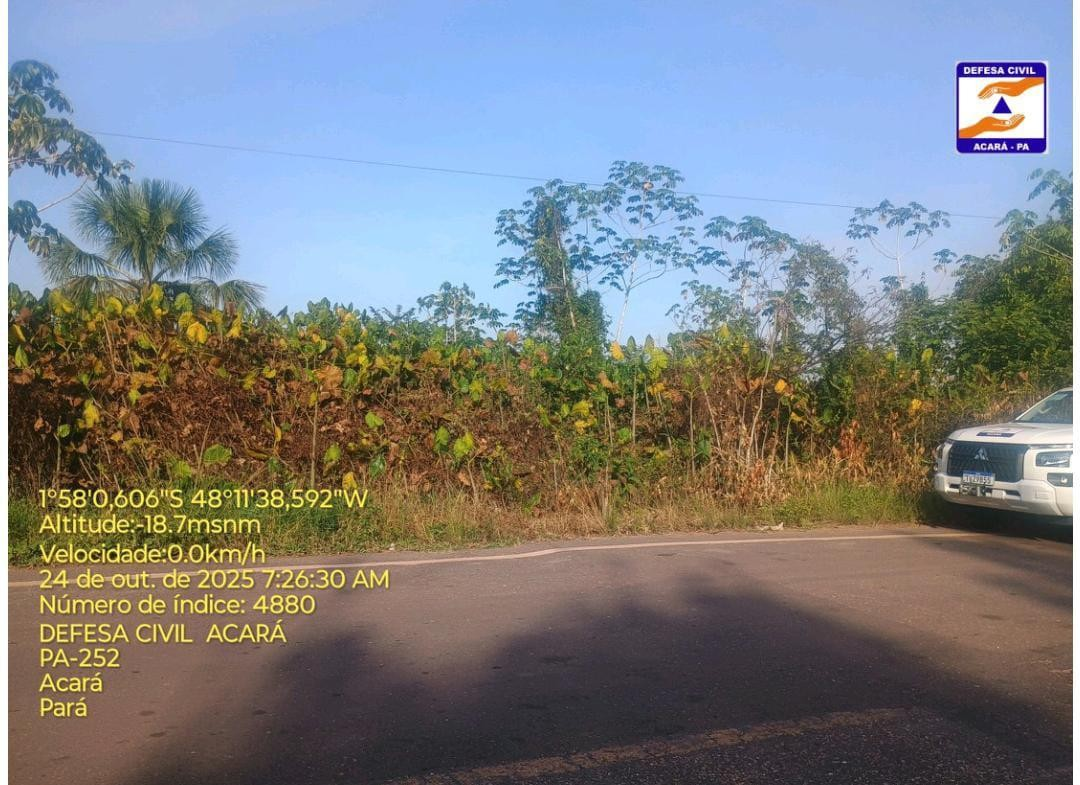 DEFESA CIVIL
ACARÁ - PA
1°58'0,606"S 48°11'38,592"W
Altitude:-18.7msnm
Velocidade:0.0km/h
24 de out. de 2025 7:26:30 AM
Número de índice: 4880
DEFESA CIVIL ACARÁ
PA-252
Acará
Pará